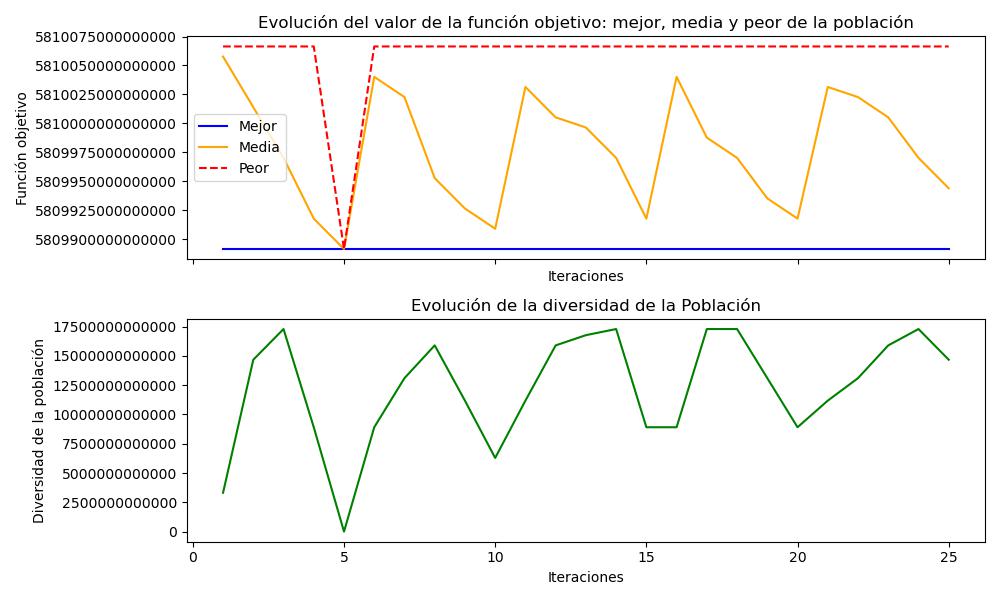 Evolución del valor de la función objetivo: mejor, media y peor de la población
5810075000000000
5810050000000000
5810025000000000
5810000000000000
5809975000000000
5809950000000000
5809925000000000
5809900000000000
Función objetivo
Mejor
Media
Peor
Iteraciones
Evolución de la diversidad de la Población
17500000000000
15000000000000
12500000000000
10000000000000
7500000000000
5000000000000
2500000000000
0
Diversidad de la población
0 5 10 15 20 25
Iteraciones